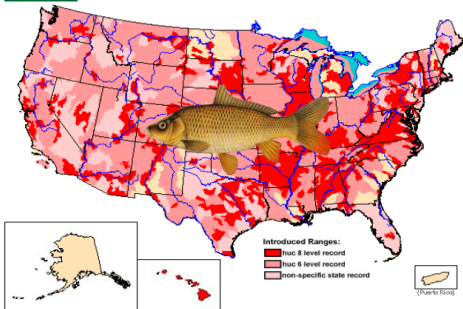 Introduced Ranges:
huc 8 level record
huc 6 level record
non-specific state record
(Puerto Rico)